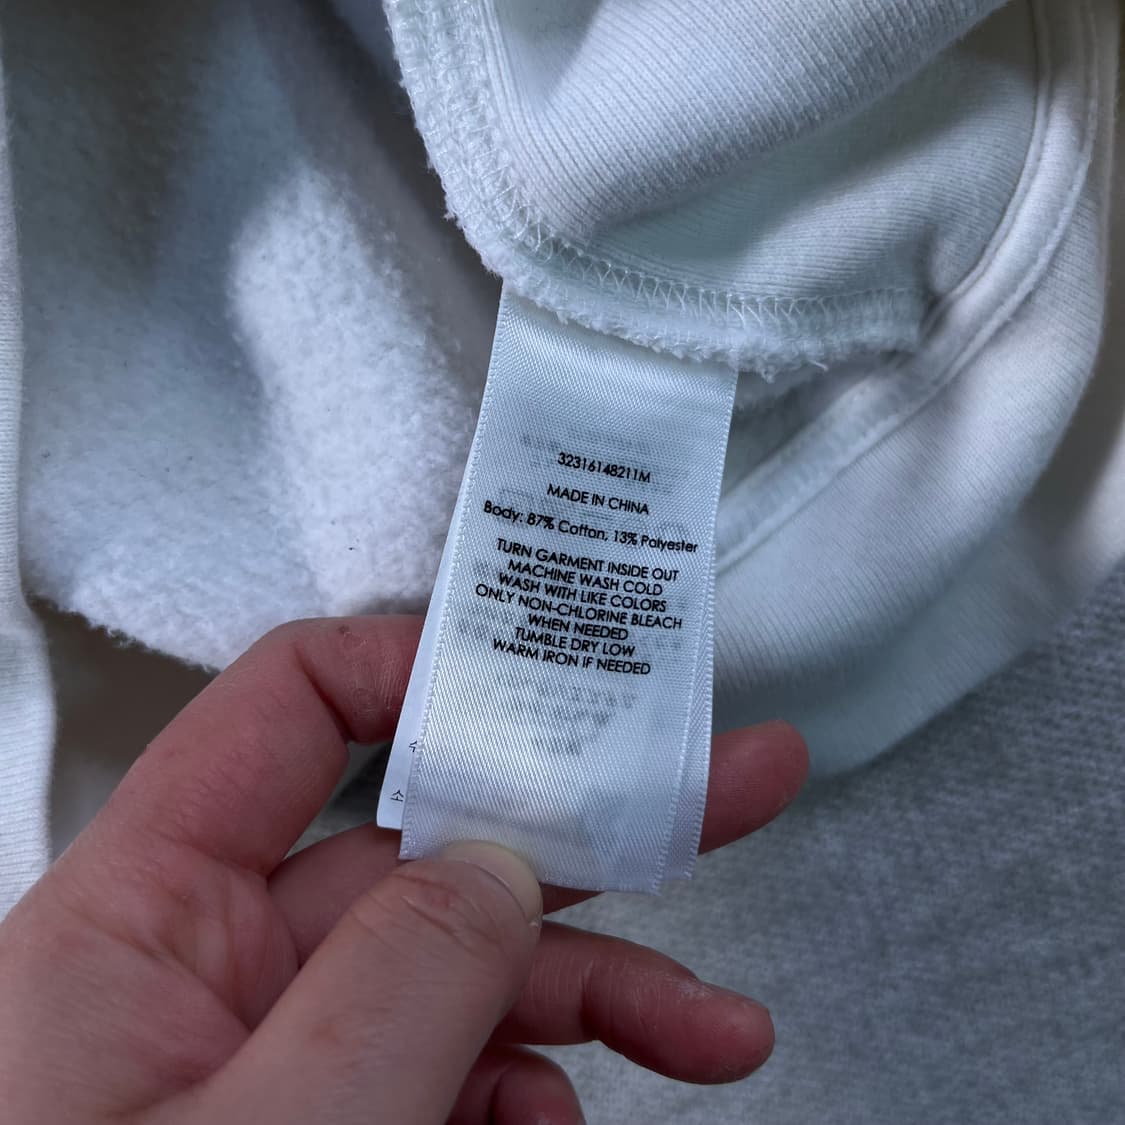 32316148211M
MADE IN CHINA
Body: 87% Cotton, 13% Polyester
TURN GARMENT INSIDE OUT
MACHINE WASH COLD
WASH WITH LIKE COLORS
ONLY NON-CHLORINE BLEACH
WHEN NEEDED
TUMBLE DRY LOW
WARM IRON IF NEEDED